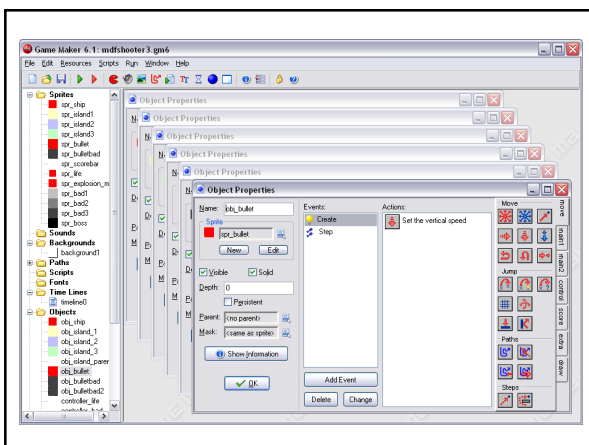 Game Maker 6.1: mdfshooter3.gm6
File Edit Resources Scripts Run Window Help
Sprites
spr_ship
spr_island1
spr_island2
spr_island3
spr_bullet
spr_bulletbad
spr_scorebar
spr_life
spr_explosion_m
spr_bad1
spr_bad2
spr_bad3
spr_boss
Sounds
Backgrounds
background1
Paths
Scripts
Fonts
Time Lines
timeline0
Objects
obj_ship
obj_island_1
obj_island_2
obj_island_3
obj_island_parer
obj_bullet
obj_bulletbad
obj_bulletbad2
controller_life
Object Properties
Object Properties
Object Properties
Object Properties
Object Properties
Object Properties
Name: obj_bullet
Sprite
spr_bullet
New Edit
Visible Solid
Depth: 0
Persistent
Parent: <no parent>
Mask: <same as sprite>
Show Information
OK
Events:
Create
Step
Add Event
Delete Change
Actions:
Set the vertical speed
Move
Jump
Paths
Steps
move
main1
main2
control
score
extra
draw